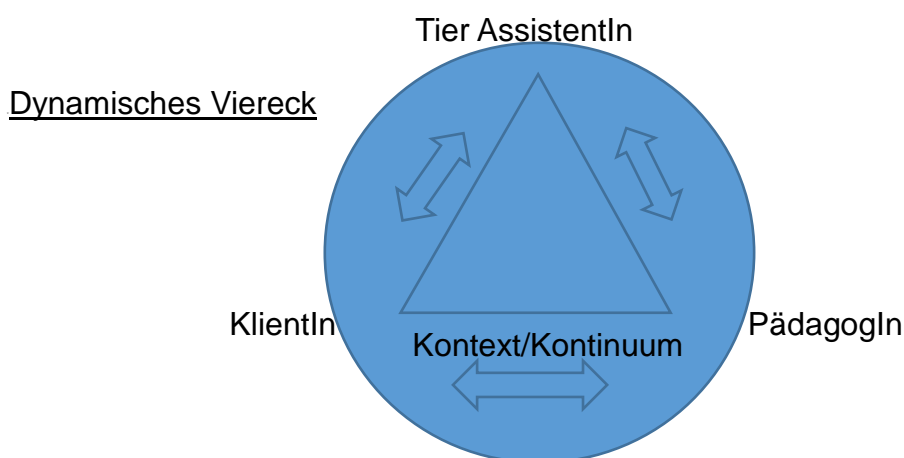 Tier AssistentIn
Dynamisches Viereck
KlientIn
PädagogIn
Kontext/Kontinuum